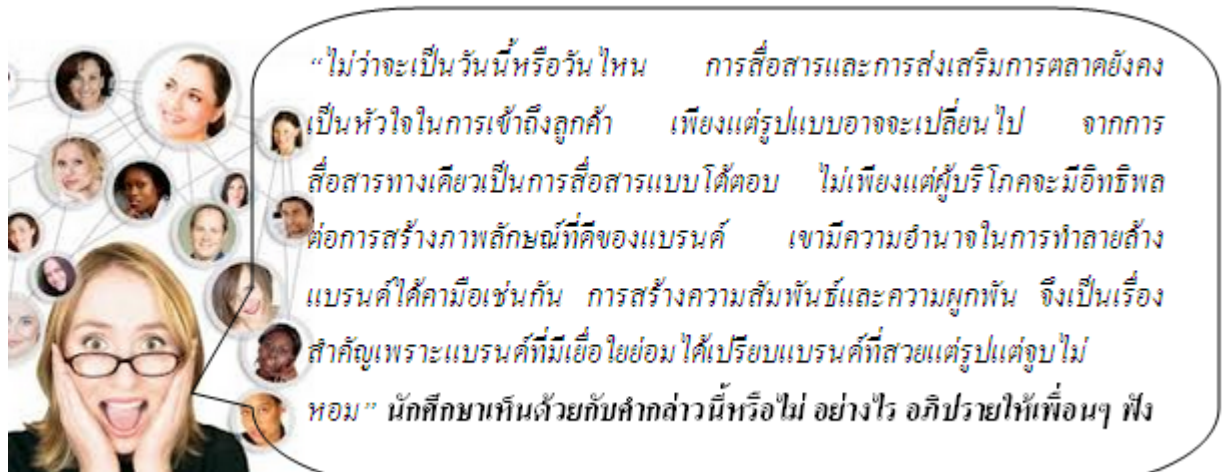 “ไม่ว่าจะเป็นวันนี้หรือวันไหน การสื่อสารและการส่งเสริมการตลาดยังคง
เป็นหัวใจในการเข้าถึงลูกค้า เพียงแต่รูปแบบอาจจะเปลี่ยนไป จากการ
สื่อสารทางเดียวเป็นการสื่อสารแบบโต้ตอบ ไม่เพียงแต่ผู้บริโภคจะมีอิทธิพล
ต่อการสร้างภาพลักษณ์ที่ดีของแบรนด์ เขามีความอำนาจในการทำลายล้าง
แบรนด์ได้คามือเช่นกัน การสร้างความสัมพันธ์และความผูกพัน จึงเป็นเรื่อง
สำคัญเพราะแบรนด์ที่มีเยื่อใยย่อมได้เปรียบแบรนด์ที่สวยแต่รูปแต่จูบไม่
หอม” นักศึกษาเห็นด้วยกับคำกล่าวนี้หรือไม่ อย่างไร อภิปรายให้เพื่อนๆ ฟัง